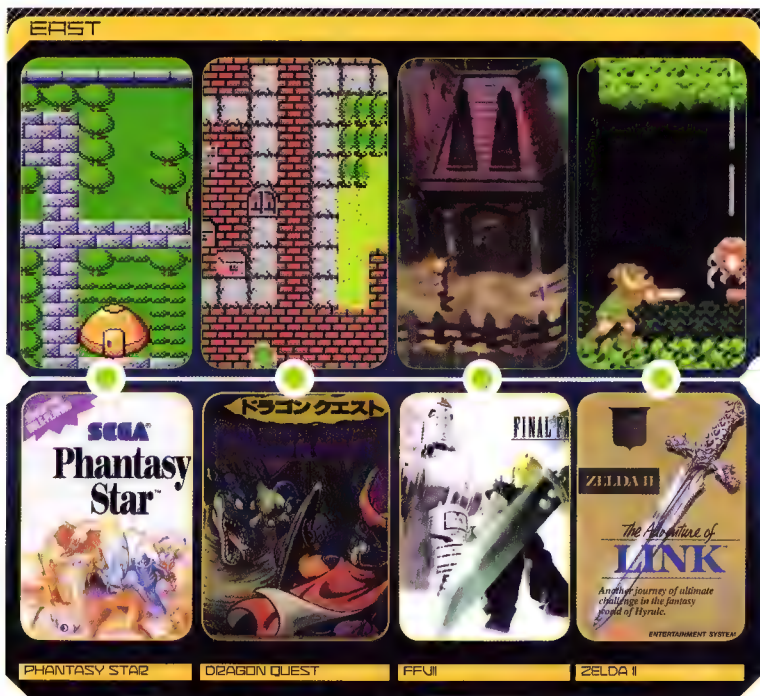 EAST
SEGA®
Phantasy
Star™
ドラゴンクエスト
FINAL FA
ZELDA II
The Adventure of
LINK
Another journey of ultimate
challenge in the fantasy
world of Hyrule.
ENTERTAINMENT SYSTEM
PHANTASY STAR
DRAGON QUEST
FFVII
ZELDA II